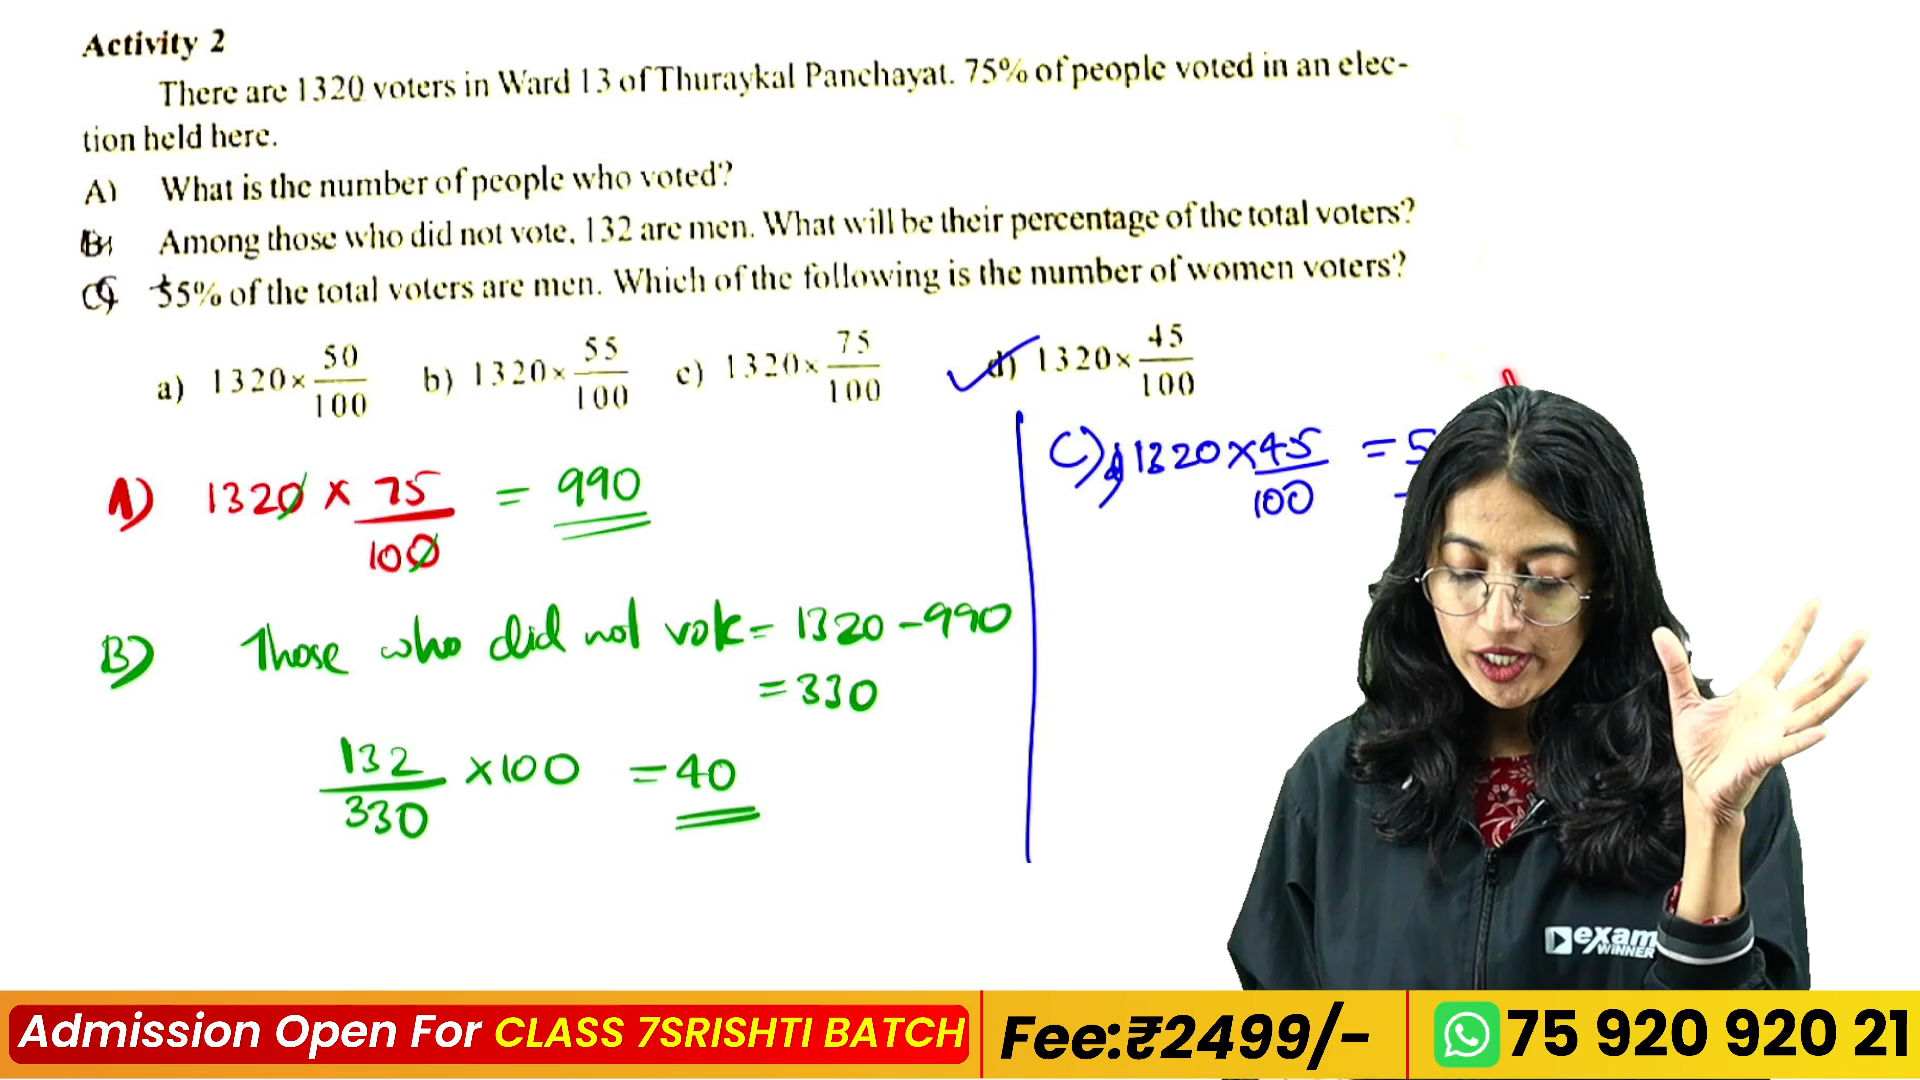 Activity 2
There are 1320 voters in Ward 13 of Thuraykal Panchayat. 75% of people voted in an elec-
tion held here.
A) What is the number of people who voted?
B) Among those who did not vote, 132 are men. What will be their percentage of the total voters?
C) 55% of the total voters are men. Which of the following is the number of women voters?
a) 1320 × 50/100 b) 1320 × 55/100 c) 1320 × 75/100 d) 1320 × 45/100
A) 1320 × 75/100 = 990
B) Those who did not vote = 1320 - 990
= 330
132/330 × 100 = 40
C) d) 1320 × 45/100 = 5
exam
WINNER
Admission Open For CLASS 7SRISHTI BATCH
Fee:₹2499/-
75 920 920 21